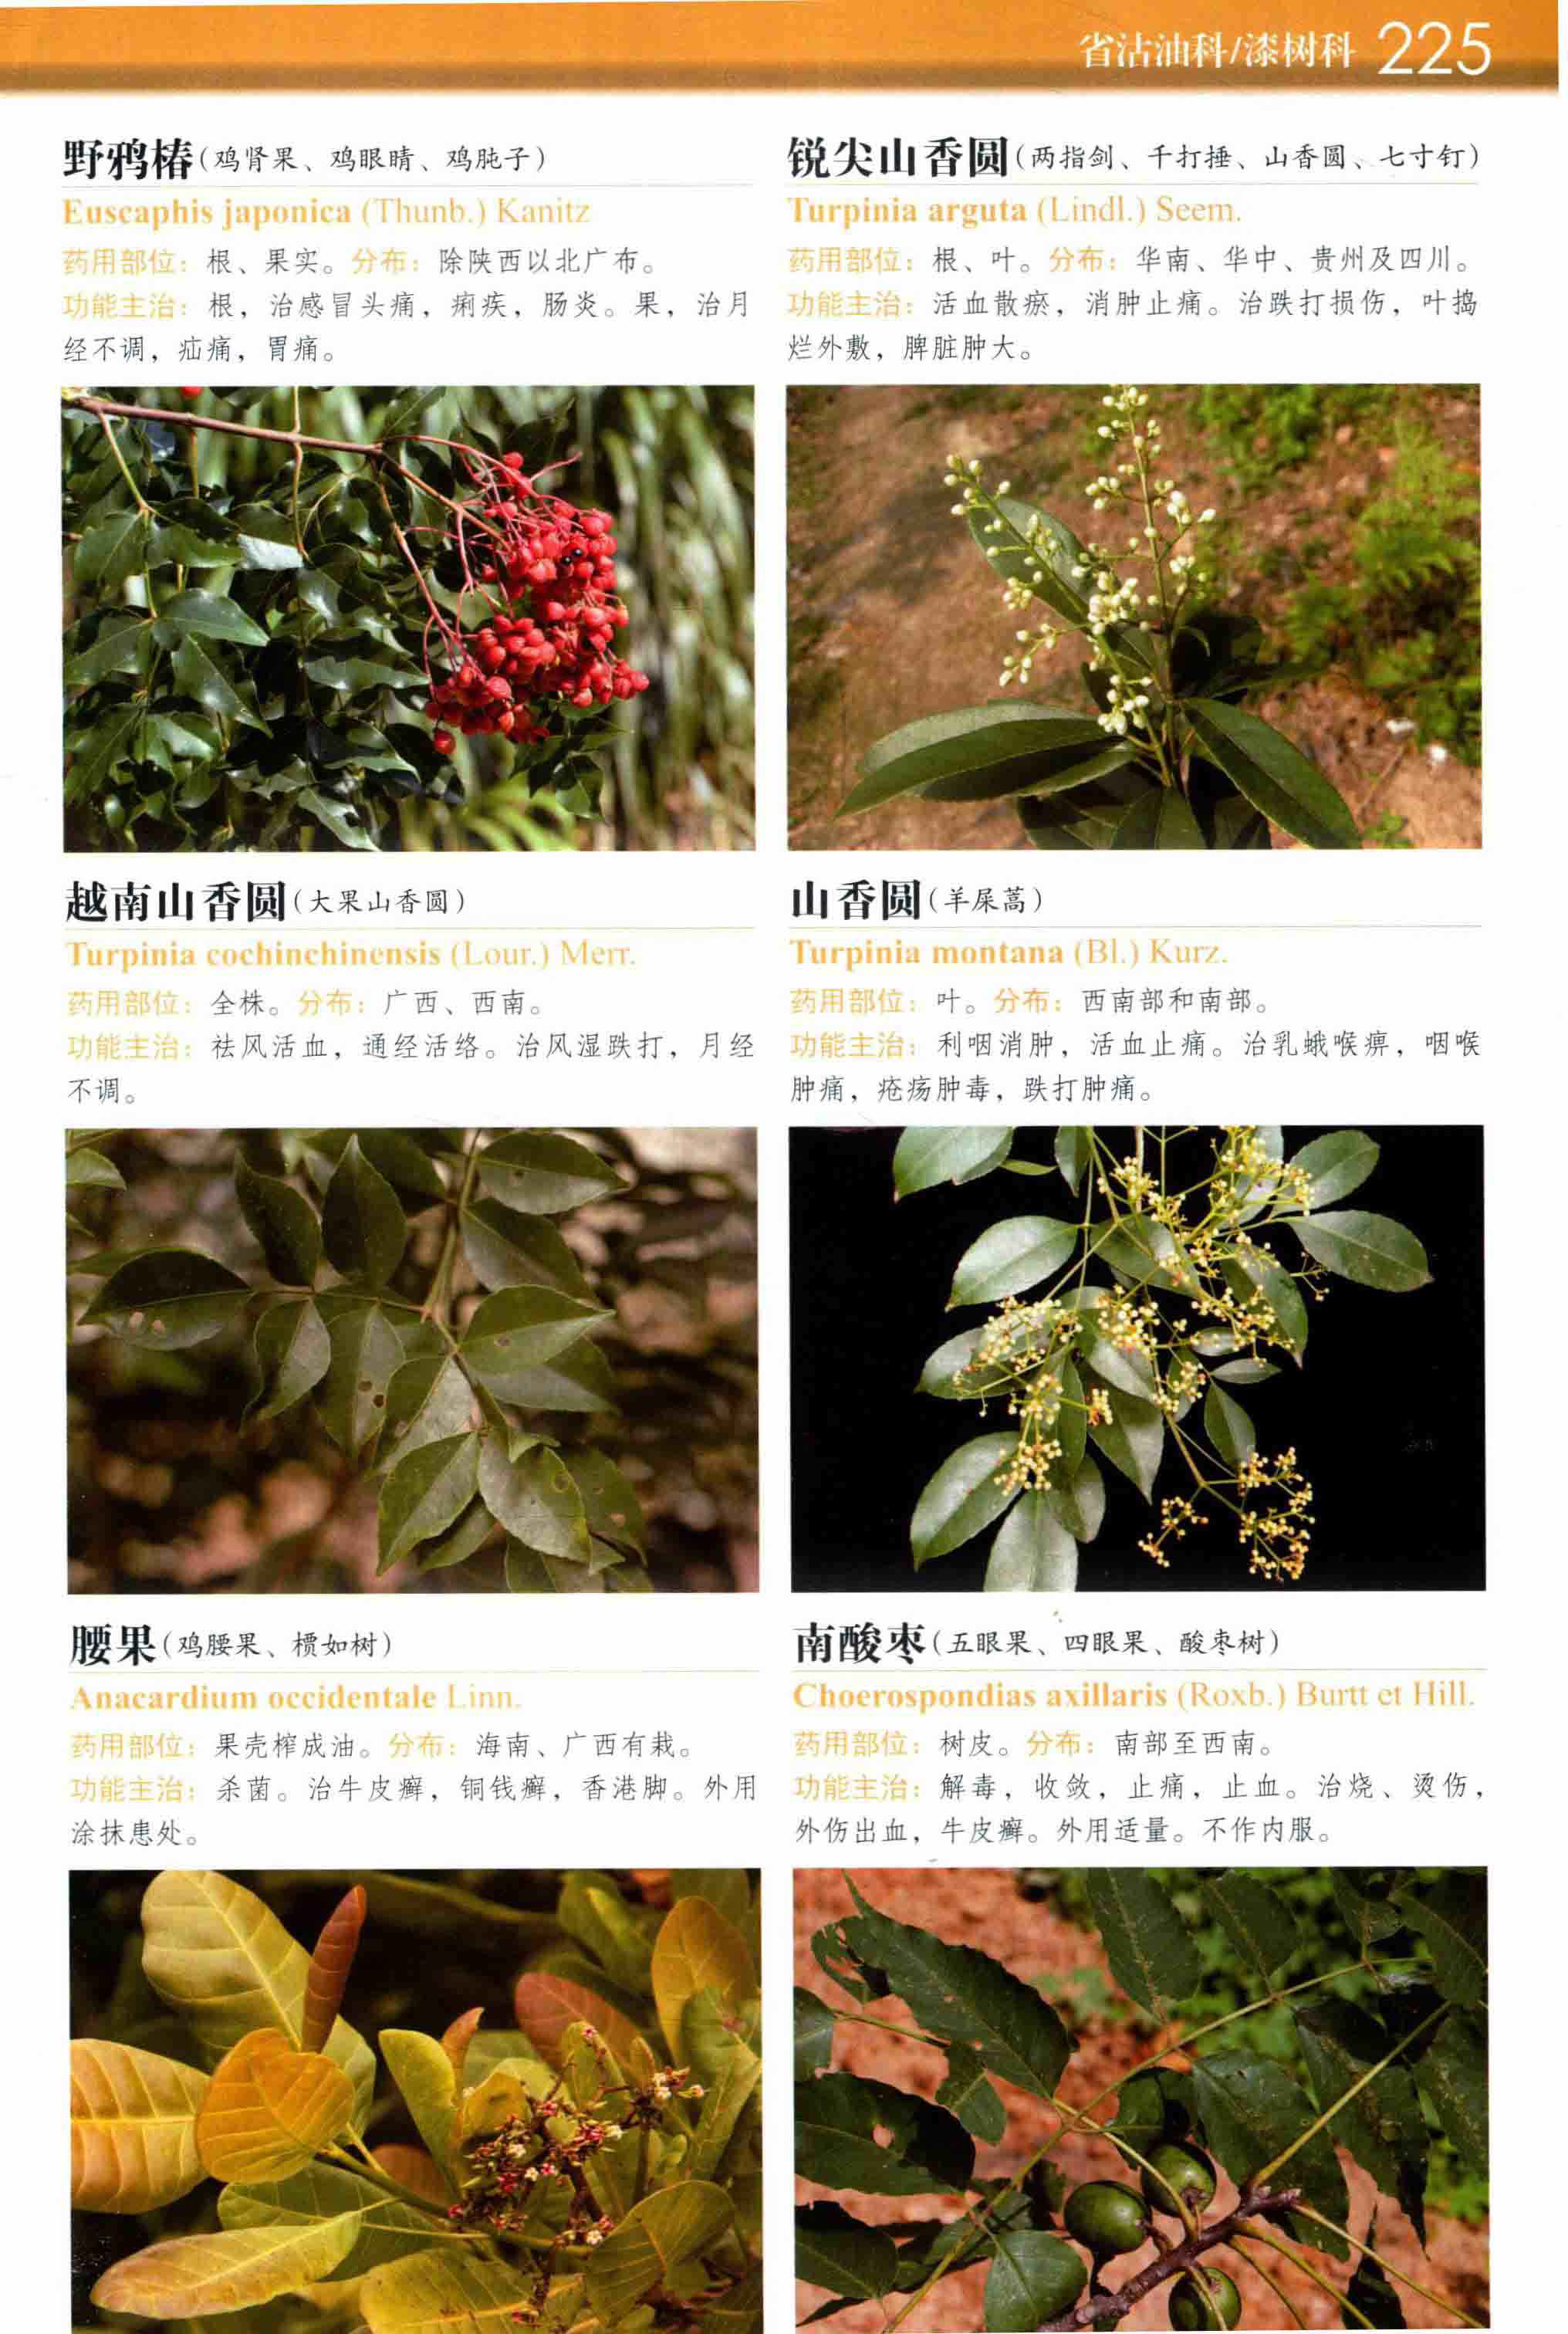 省沽油科/漆树科 225
野鸦椿(鸡肾果、鸡眼睛、鸡肫子)
Euscaphis japonica (Thunb.) Kanitz
药用部位：根、果实。分布：除陕西以北广布。
功能主治：根，治感冒头痛，痢疾，肠炎。果，治月
经不调，疝痛，胃痛。
锐尖山香圆(两指剑、千打捶、山香圆、七寸钉)
Turpinia arguta (Lindl.) Seem.
药用部位：根、叶。分布：华南、华中、贵州及四川。
功能主治：活血散瘀，消肿止痛。治跌打损伤，叶捣
烂外敷，脾脏肿大。
越南山香圆(大果山香圆)
Turpinia cochinchinensis (Lour.) Merr.
药用部位：全株。分布：广西、西南。
功能主治：祛风活血，通经活络。治风湿跌打，月经
不调。
山香圆(羊屎蒿)
Turpinia montana (Bl.) Kurz.
药用部位：叶。分布：西南部和南部。
功能主治：利咽消肿，活血止痛。治乳蛾喉痹，咽喉
肿痛，疮疡肿毒，跌打肿痛。
腰果(鸡腰果、槚如树)
Anacardium occidentale Linn.
药用部位：果壳榨成油。分布：海南、广西有栽。
功能主治：杀菌。治牛皮癣，铜钱癣，香港脚。外用
涂抹患处。
南酸枣(五眼果、四眼果、酸枣树)
Choerospondias axillaris (Roxb.) Burtt et Hill.
药用部位：树皮。分布：南部至西南。
功能主治：解毒，收敛，止痛，止血。治烧、烫伤，
外伤出血，牛皮癣。外用适量。不作内服。